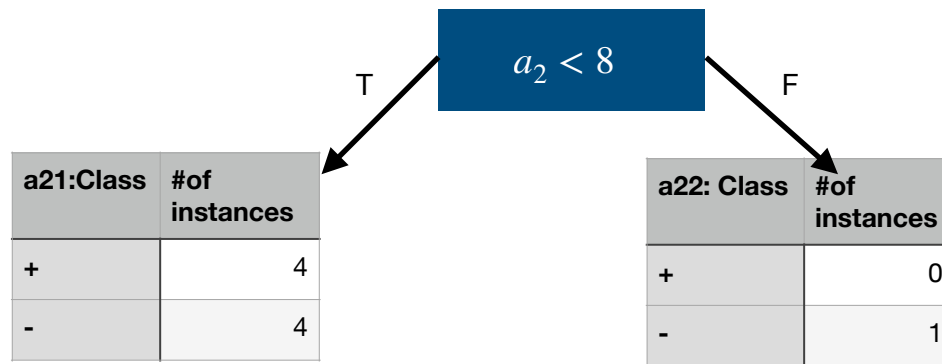 a₂ < 8
T
F
a21:Class #of instances
+ 4
- 4
a22: Class #of instances
+ 0
- 1